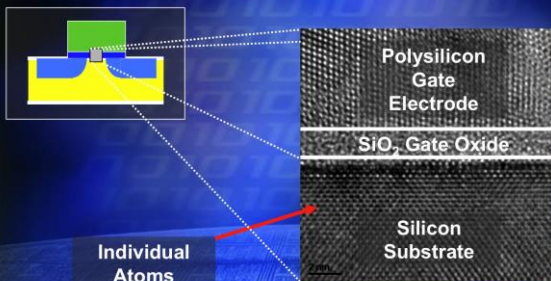 Polysilicon
Gate
Electrode
SiO₂ Gate Oxide
Silicon
Substrate
Individual
Atoms